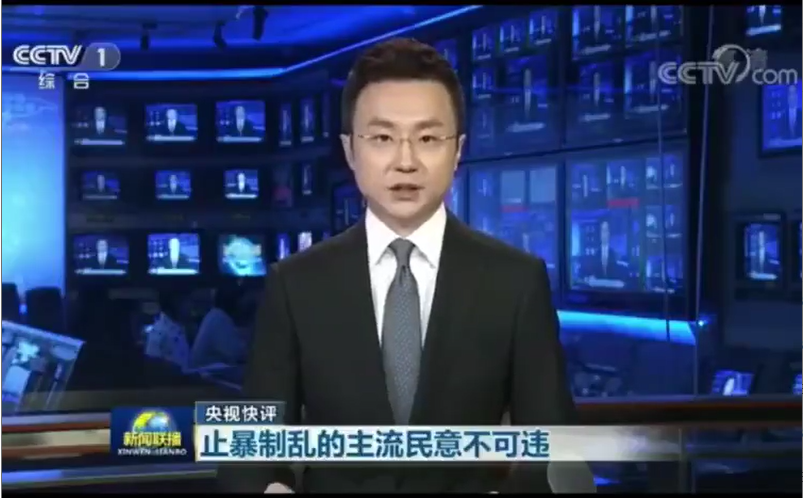 CCTV 1
综合
CCTV.com
央视快评
止暴制乱的主流民意不可违
新闻联播
XINWEN LIANBO